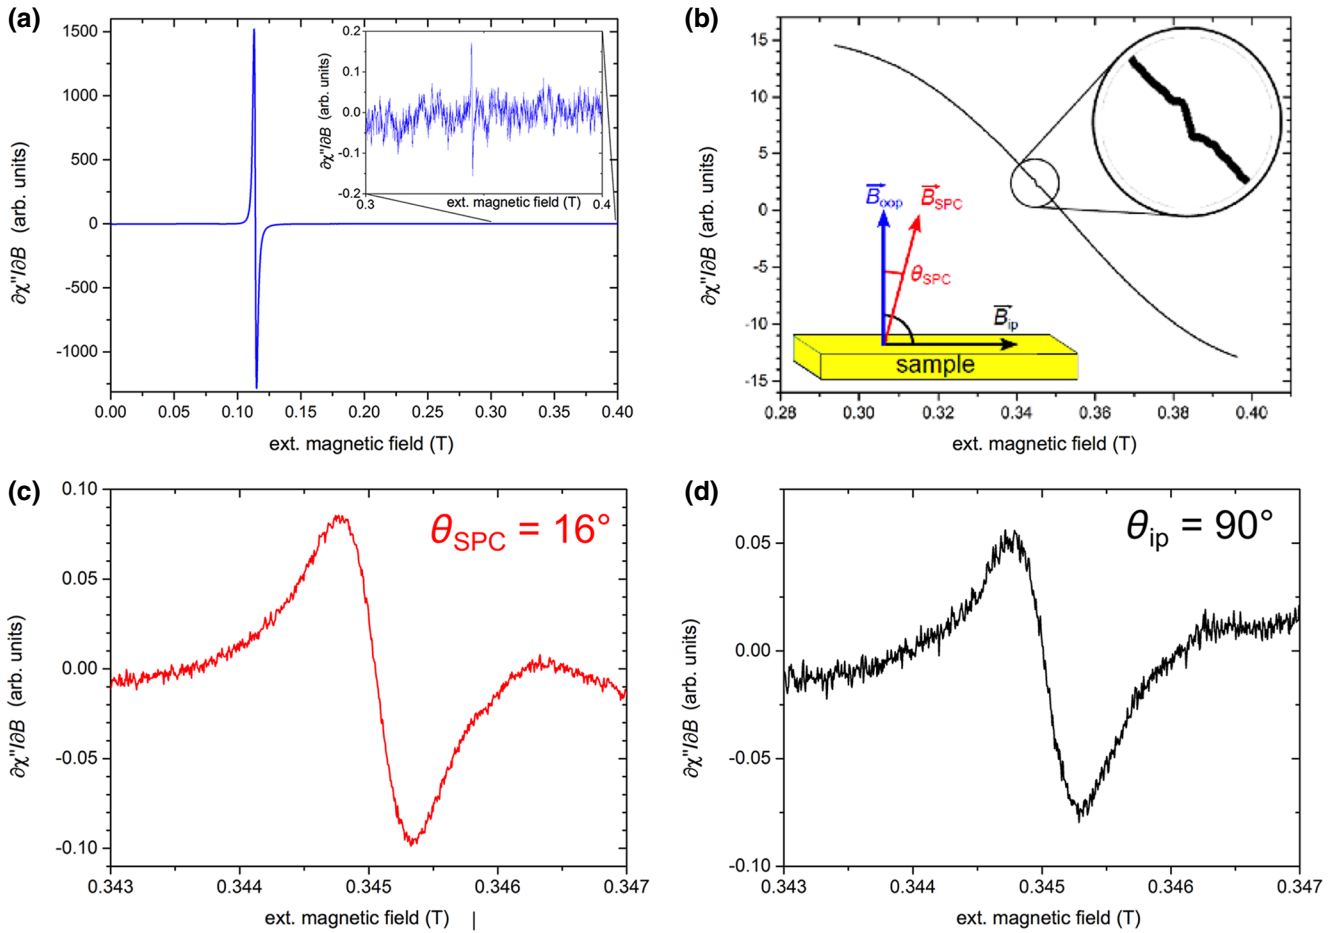 (a)
1500
1000
500
0
-500
-1000
∂χ"/∂B (arb. units)
0.00 0.05 0.10 0.15 0.20 0.25 0.30 0.35 0.40
ext. magnetic field (T)
0.2
0.1
0.0
-0.1
-0.2
∂χ"/∂B (arb. units)
0.3 0.4
ext. magnetic field (T)
(b)
15
10
5
0
-5
-10
-15
∂χ"/∂B (arb. units)
0.28 0.30 0.32 0.34 0.36 0.38 0.40
ext. magnetic field (T)
B⃗oop
B⃗SPC
θSPC
B⃗ip
sample
(c)
θSPC = 16°
0.10
0.05
0.00
-0.05
-0.10
∂χ"/∂B (arb. units)
0.343 0.344 0.345 0.346 0.347
ext. magnetic field (T) |
(d)
θip = 90°
0.05
0.00
-0.05
-0.10
∂χ"/∂B (arb. units)
0.343 0.344 0.345 0.346 0.347
ext. magnetic field (T)